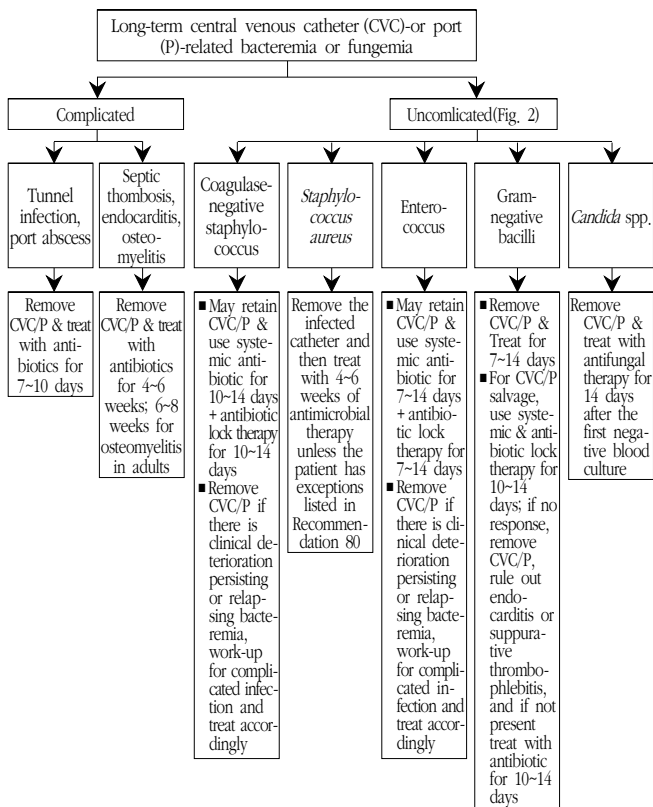 Long-term central venous catheter (CVC)-or port
(P)-related bacteremia or fungemia
Complicated
Uncomlicated(Fig. 2)
Tunnel
infection,
port abscess
Septic
thombosis,
endocarditis,
osteo-
myelitis
Coagulase-
negative
staphylo-
coccus
Staphylo-
coccus
aureus
Entero-
coccus
Gram-
negative
bacilli
Candida spp.
Remove
CVC/P & treat
with anti-
biotics for
7~10 days
Remove
CVC/P & treat
with
antibiotics
for 4~6
weeks; 6~8
weeks for
osteomyelitis
in adults
■ May retain
CVC/P &
use syst-
emic anti-
biotic for
10~14 days
+ antibiotic
lock therapy
for 10~14
days
■ Remove
CVC/P if
there is
clinical de-
terioration
persisting
or relap-
sing bacte-
remia,
work-up
for compli-
cated infec-
tion and
treat accor-
dingly
Remove the
infected
catheter and
then treat
with 4~6
weeks of
antimicrobial
therapy
unless the
patient has
exceptions
listed in
Recommen-
dation 80
■ May retain
CVC/P &
use syste-
mic anti-
biotic for
7~14 days
+ antibio-
tic lock
therapy for
7~14 days
■ Remove
CVC/P if
there is cli-
nical dete-
rioration
persisting
or relap-
sing bacte-
remia,
work-up
for compli-
cated in-
fection and
treat accor-
dingly
■ Remove
CVC/P &
Treat for
7~14 days
■ For CVC/P
salvage,
use syste-
mic & anti-
biotic lock
therapy for
10~14
days; if no
response,
remove
CVC/P,
rule out
endo-
carditis or
suppura-
tive
thrombo-
phlebitis,
and if not
present
treat with
antibiotic
for 10~14
days
Remove
CVC/P &
treat with
antifungal
therapy for
14 days
after the
first nega-
tive blood
culture